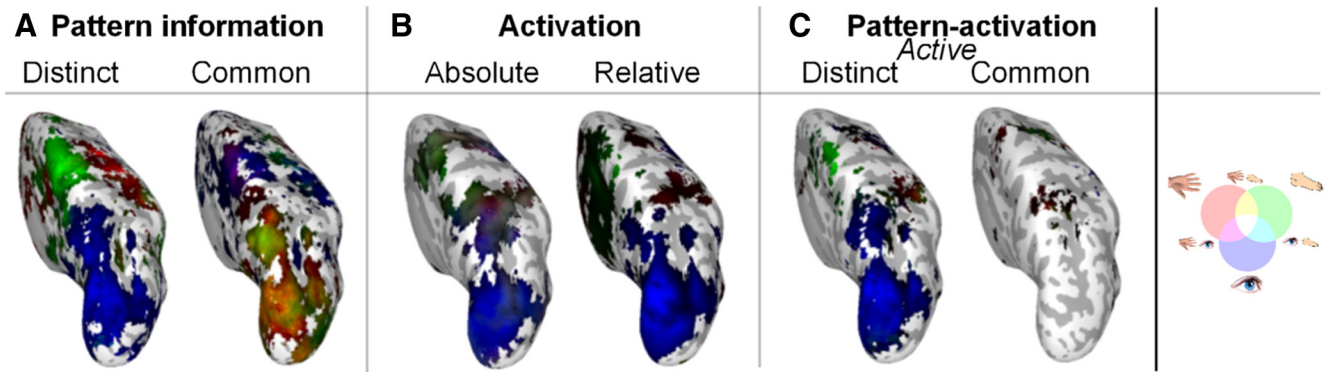 A Pattern information
Distinct Common
B Activation
Absolute Relative
C Pattern-activation
Active
Distinct Common